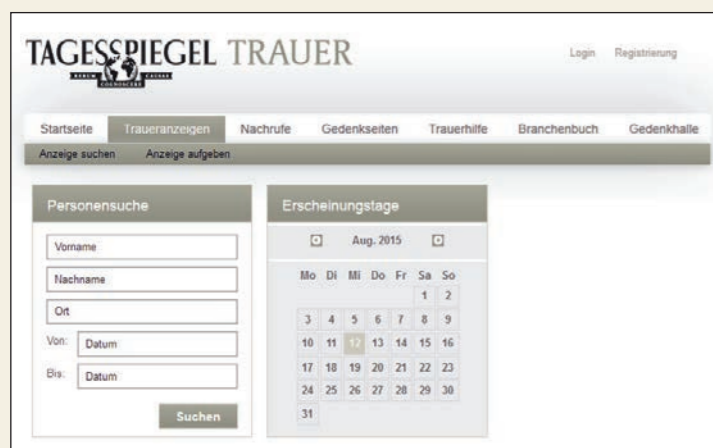 TAGESSPIEGEL TRAUER
RERUM CAUSAS
COGNOSCERE
Login Registrierung
Startseite Traueranzeigen Nachrufe Gedenkseiten Trauerhilfe Branchenbuch Gedenkhalle
Anzeige suchen Anzeige aufgeben
Personensuche
Vorname
Nachname
Ort
Von: Datum
Bis: Datum
Suchen
Erscheinungstage
Aug. 2015
Mo Di Mi Do Fr Sa So
1 2
3 4 5 6 7 8 9
10 11 12 13 14 15 16
17 18 19 20 21 22 23
24 25 26 27 28 29 30
31